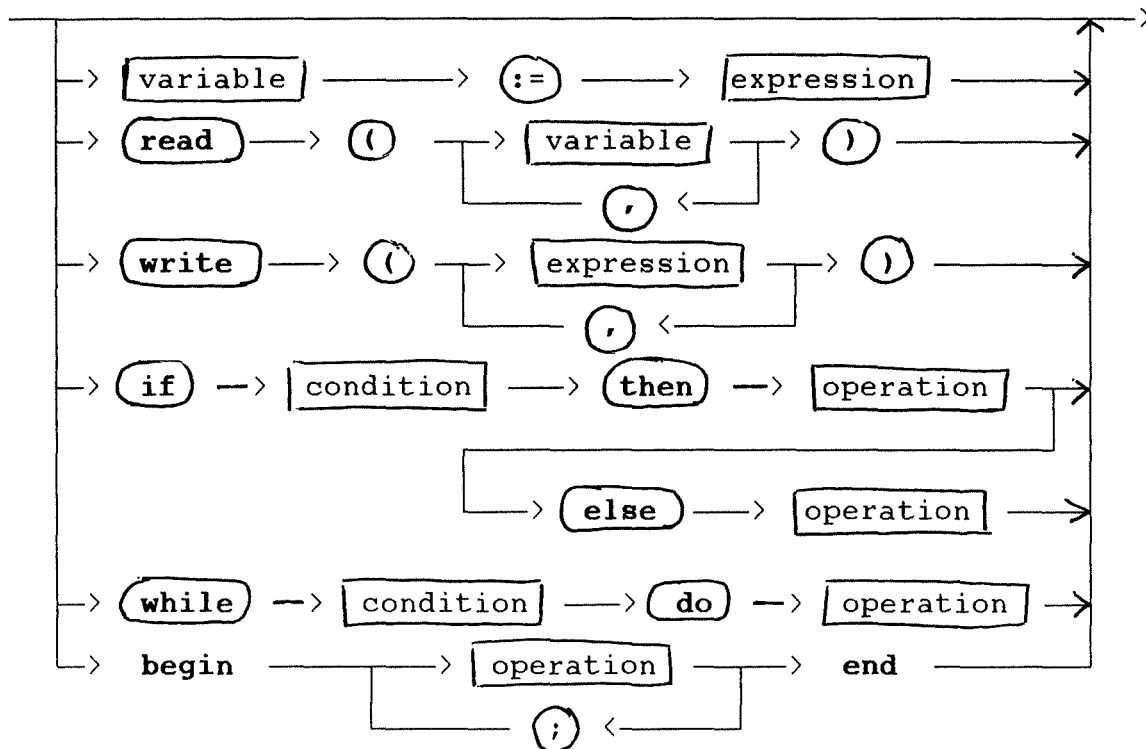 variable := expression
read ( variable )
,
write ( expression )
,
if condition then operation
else operation
while condition do operation
begin operation end
;